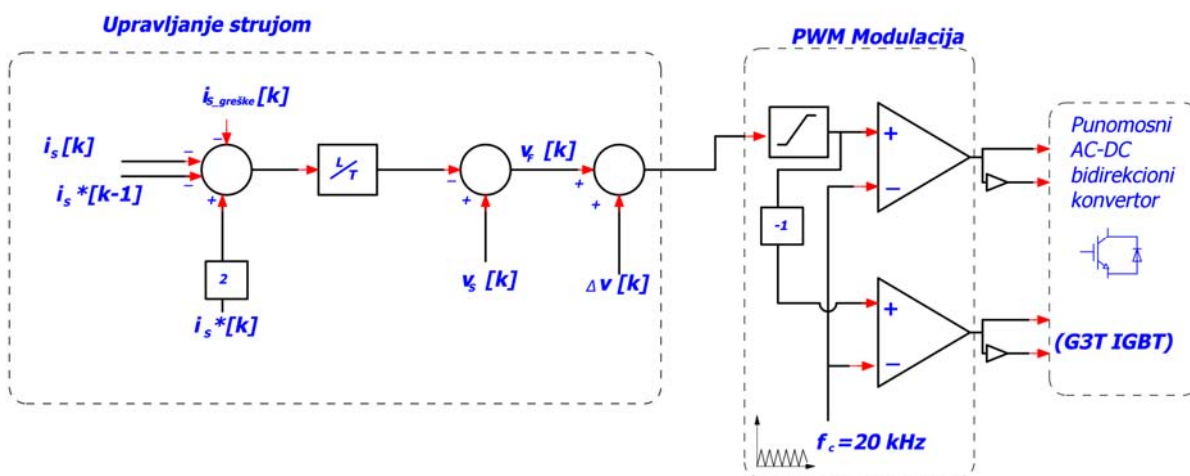 Upravljanje strujom
PWM Modulacija
i_S_greške [k]
i_s [k]
i_s*[k-1]
L/T
v_F [k]
2
i_s*[k]
v_S [k]
Δv [k]
-1
f_c=20 kHz
Punomosni
AC-DC
bidirekcioni
konvertor
(G3T IGBT)
− − − +
− +
+ +
+ −
+ −